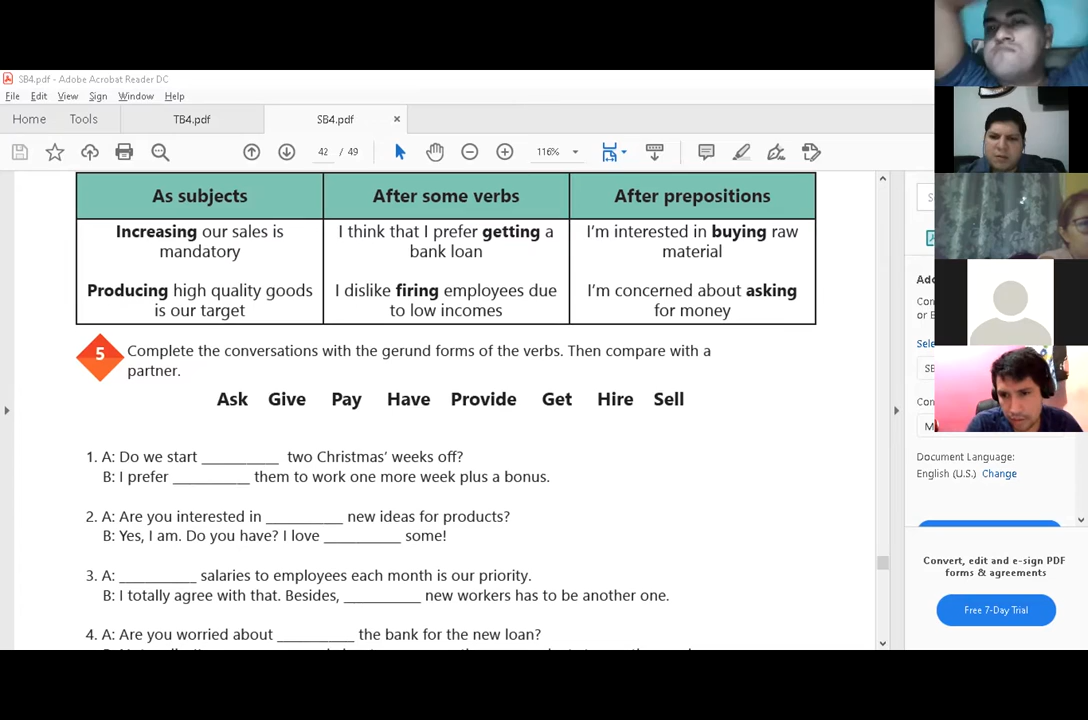 SB4.pdf - Adobe Acrobat Reader DC
File Edit View Sign Window Help
Home Tools TB4.pdf SB4.pdf ×
42 / 49 116%
As subjects After some verbs After prepositions
Increasing our sales is mandatory
I think that I prefer getting a bank loan
I'm interested in buying raw material
Producing high quality goods is our target
I dislike firing employees due to low incomes
I'm concerned about asking for money
5 Complete the conversations with the gerund forms of the verbs. Then compare with a
partner.
Ask Give Pay Have Provide Get Hire Sell
1. A: Do we start __________ two Christmas' weeks off?
B: I prefer __________ them to work one more week plus a bonus.
2. A: Are you interested in __________ new ideas for products?
B: Yes, I am. Do you have? I love __________ some!
3. A: __________ salaries to employees each month is our priority.
B: I totally agree with that. Besides, __________ new workers has to be another one.
4. A: Are you worried about __________ the bank for the new loan?
Document Language:
English (U.S.) Change
Convert, edit and e-sign PDF
forms & agreements
Free 7-Day Trial